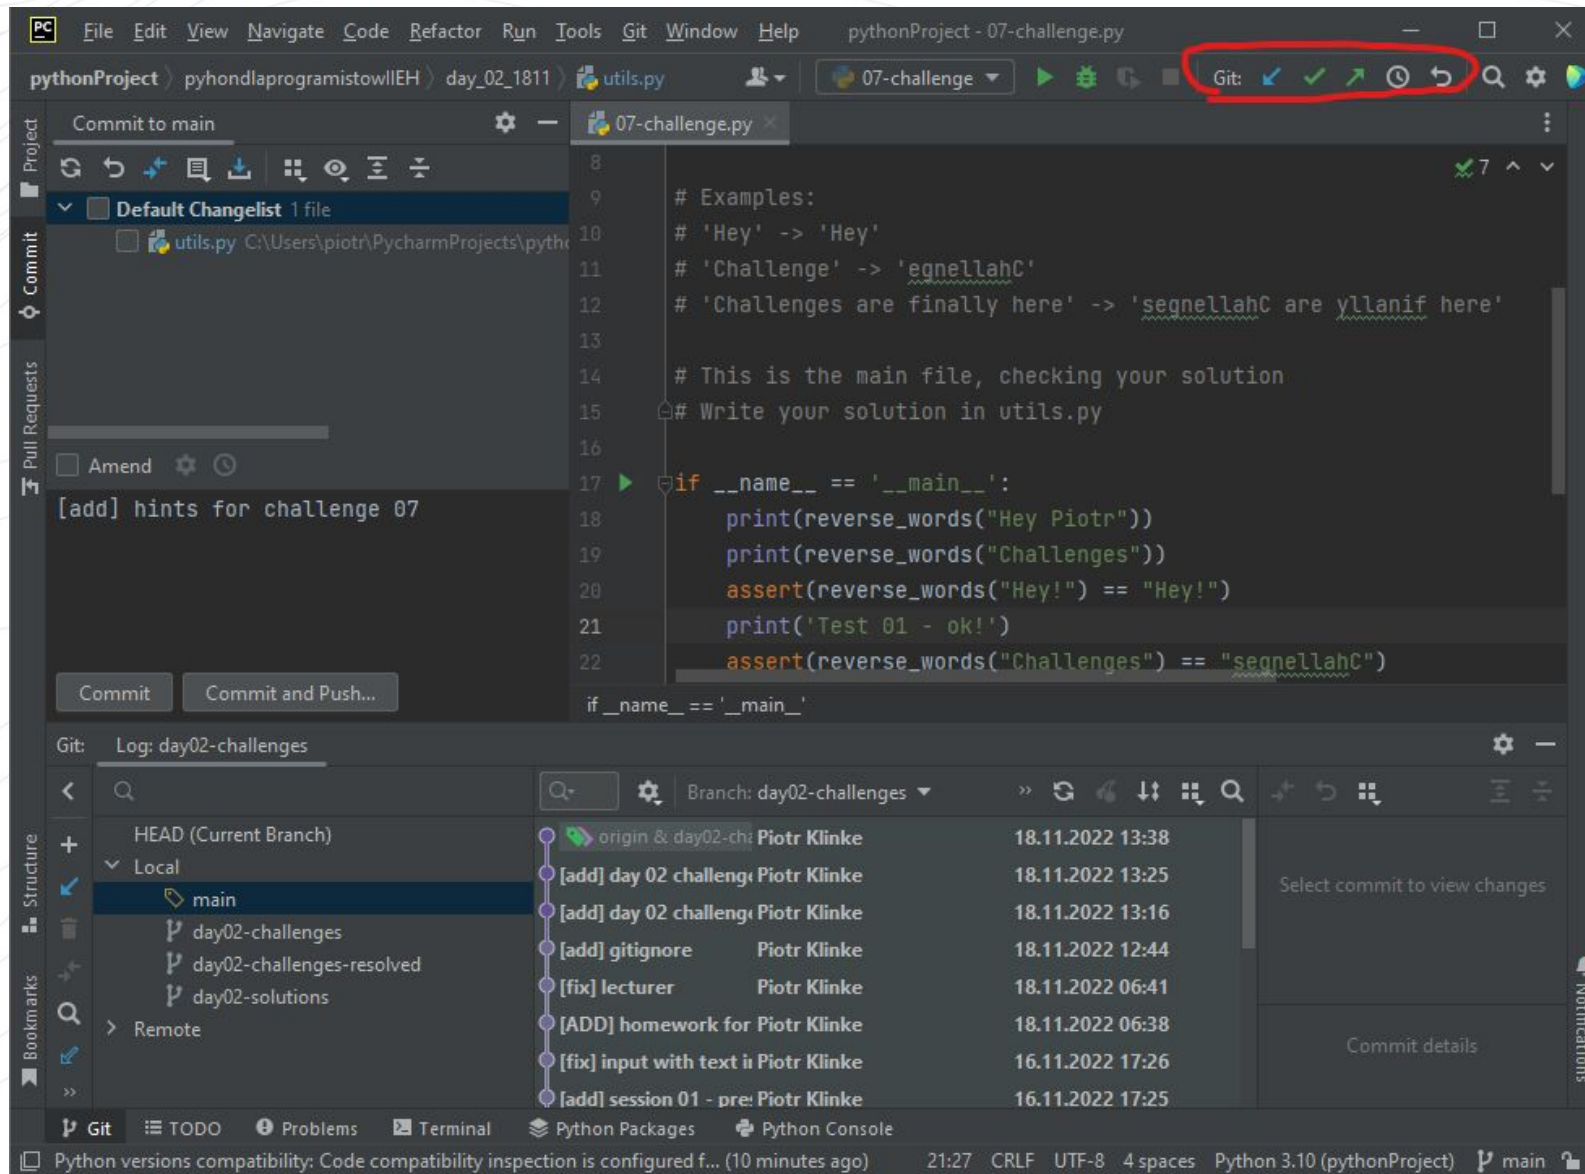 PC File Edit View Navigate Code Refactor Run Tools Git Window Help pythonProject - 07-challenge.py
pythonProject pyhondlaprogramistowIIEH day_02_1811 utils.py 07-challenge Git:
Project
Commit
Pull Requests
Structure
Bookmarks
Commit to main
Default Changelist 1 file
utils.py C:\Users\piotr\PycharmProjects\pytho
Amend
[add] hints for challenge 07
Commit Commit and Push...
07-challenge.py
7
8
9 # Examples:
10 # 'Hey' -> 'Hey'
11 # 'Challenge' -> 'egnellahC'
12 # 'Challenges are finally here' -> 'segnellahC are yllanif here'
13
14 # This is the main file, checking your solution
15 # Write your solution in utils.py
16
17 if __name__ == '__main__':
18 print(reverse_words("Hey Piotr"))
19 print(reverse_words("Challenges"))
20 assert(reverse_words("Hey!") == "Hey!")
21 print('Test 01 - ok!')
22 assert(reverse_words("Challenges") == "segnellahC")
if __name__ == '__main__'
Git: Log: day02-challenges
HEAD (Current Branch)
Local
main
day02-challenges
day02-challenges-resolved
day02-solutions
Remote
Branch: day02-challenges
origin & day02-cha Piotr Klinke 18.11.2022 13:38
[add] day 02 challenge Piotr Klinke 18.11.2022 13:25
[add] day 02 challenge Piotr Klinke 18.11.2022 13:16
[add] gitignore Piotr Klinke 18.11.2022 12:44
[fix] lecturer Piotr Klinke 18.11.2022 06:41
[ADD] homework for Piotr Klinke 18.11.2022 06:38
[fix] input with text in Piotr Klinke 16.11.2022 17:26
[add] session 01 - pres Piotr Klinke 16.11.2022 17:25
Select commit to view changes
Commit details
Notifications
Git TODO Problems Terminal Python Packages Python Console
Python versions compatibility: Code compatibility inspection is configured f... (10 minutes ago) 21:27 CRLF UTF-8 4 spaces Python 3.10 (pythonProject) main